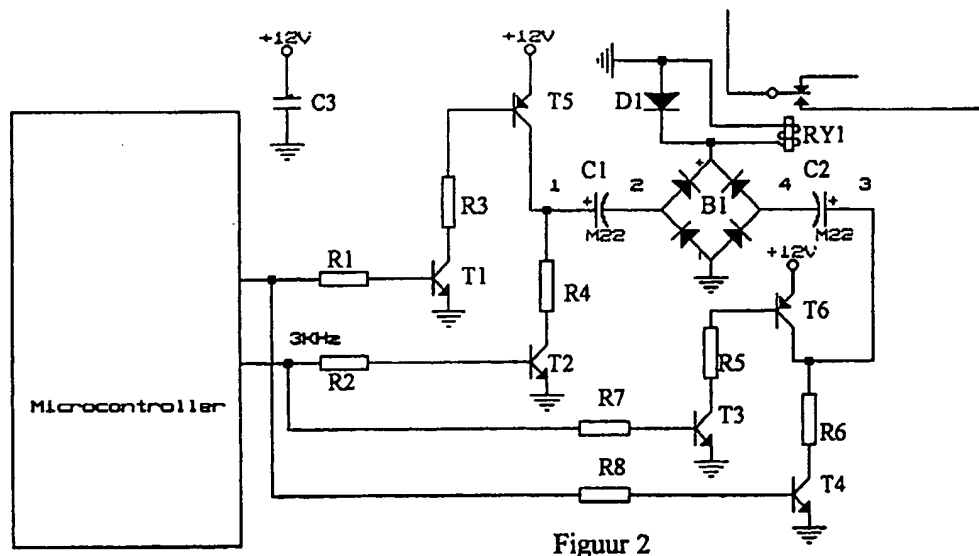 +12V
C3
+12V
T5
D1
RY1
R3
1
C1
+
2
M22
+
B1
4
C2
+
3
M22
R1
T1
R4
+12V
T6
3KHz
R2
T2
R5
Microcontroller
R7
T3
R6
R8
T4
Figuur 2